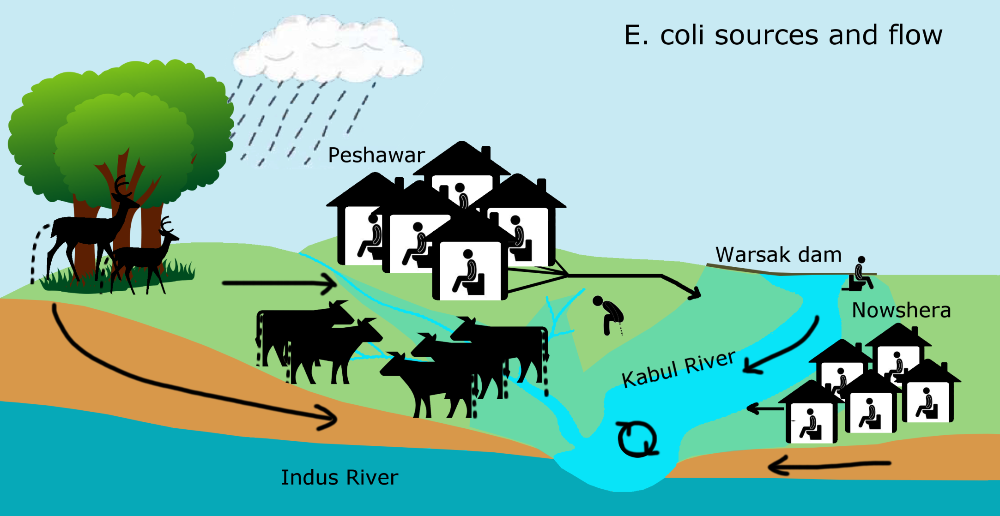 E. coli sources and flow
Peshawar
Warsak dam
Nowshera
Kabul River
Indus River